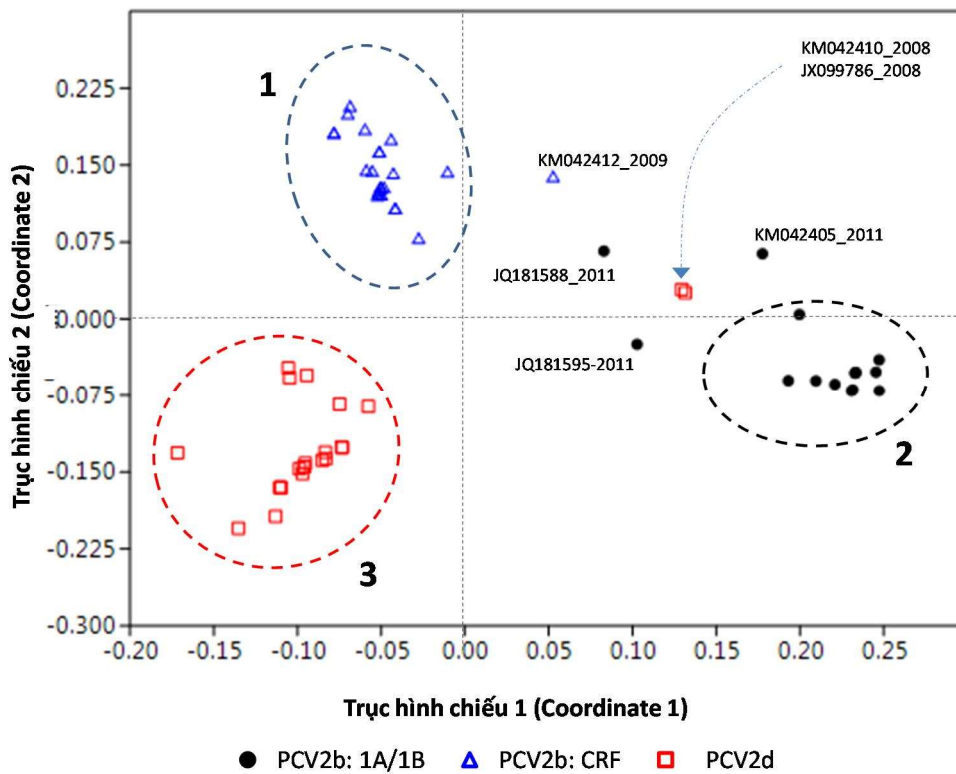 KM042410_2008
JX099786_2008
1
KM042412_2009
KM042405_2011
JQ181588_2011
JQ181595-2011
2
3
0.225
0.150
0.075
0.000
-0.075
-0.150
-0.225
-0.300
-0.20 -0.15 -0.10 -0.05 0.00 0.05 0.10 0.15 0.20 0.25
Trục hình chiếu 2 (Coordinate 2)
Trục hình chiếu 1 (Coordinate 1)
PCV2b: 1A/1B PCV2b: CRF PCV2d